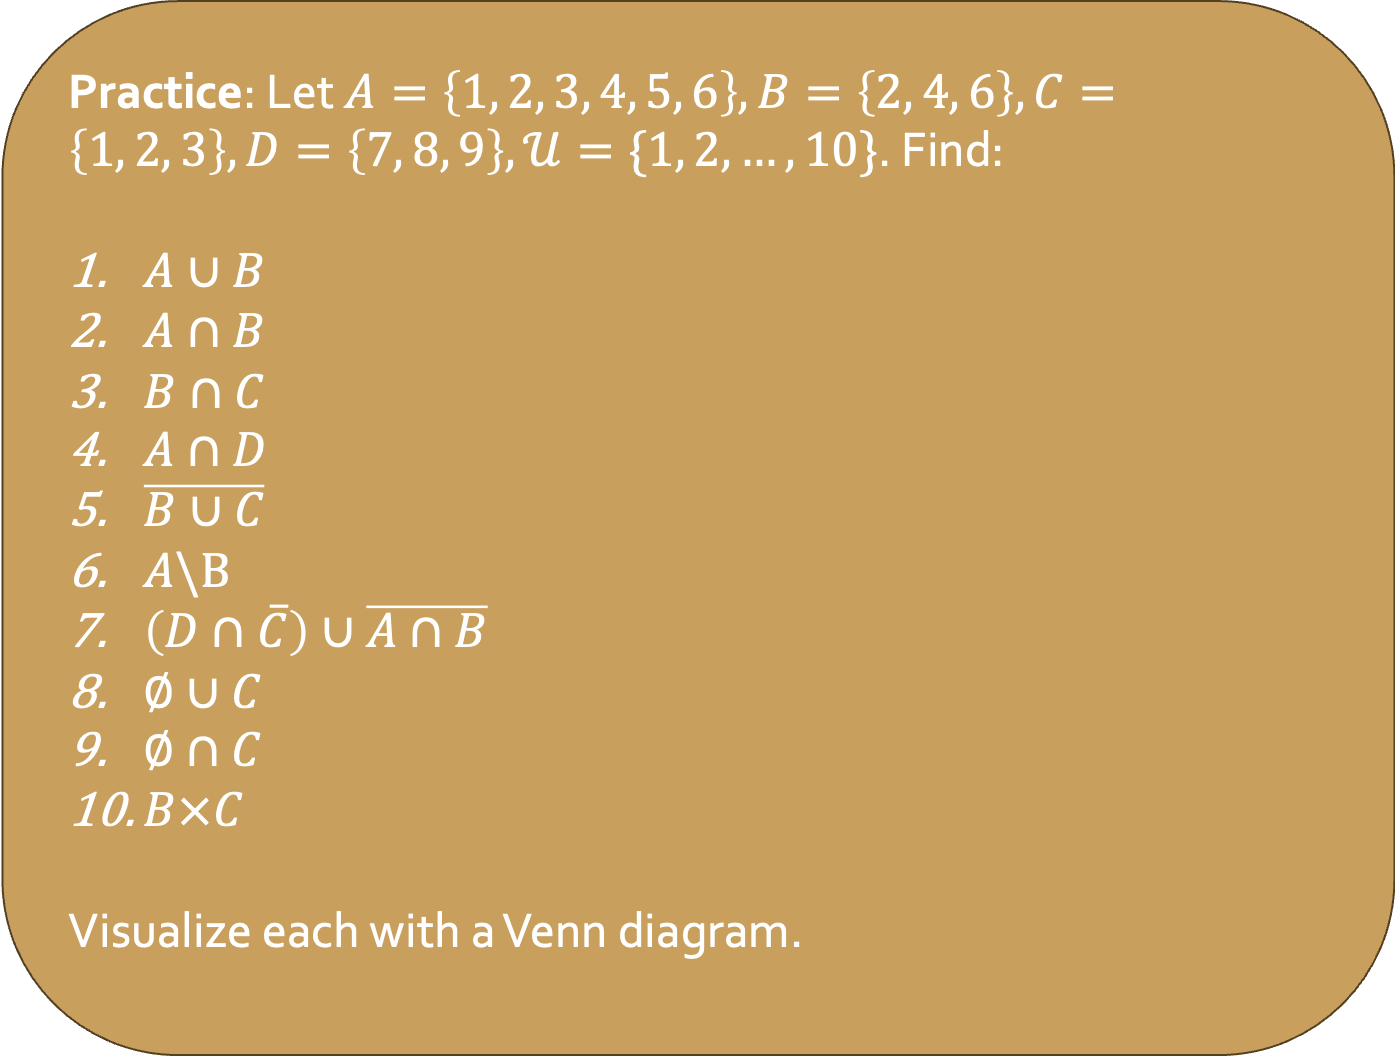 Practice: Let A = {1, 2, 3, 4, 5, 6}, B = {2, 4, 6}, C =
{1, 2, 3}, D = {7, 8, 9}, 𝒰 = {1, 2, … , 10}. Find:
1. A ∪ B
2. A ∩ B
3. B ∩ C
4. A ∩ D
5. $\overline{B ∪ C}$
6. A\B
7. (D ∩ $\bar{C}$) ∪ $\overline{A ∩ B}$
8. ∅ ∪ C
9. ∅ ∩ C
10. B×C
Visualize each with a Venn diagram.